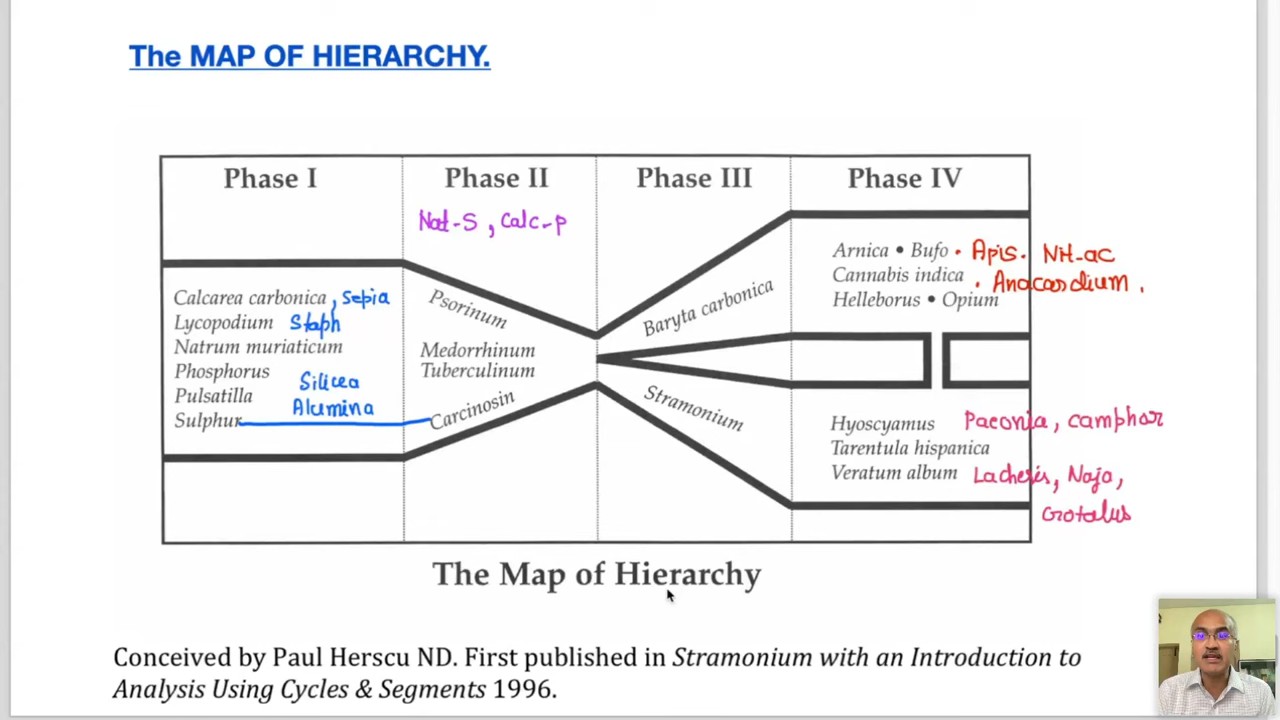 The MAP OF HIERARCHY.
Phase I
Phase II
Phase III
Phase IV
Nat-S, Calc-p
Calcarea carbonica, Sepia
Lycopodium Staph
Natrum muriaticum
Phosphorus
Silicea
Pulsatilla
Alumina
Sulphur
Psorinum
Medorrhinum
Tuberculinum
Carcinosin
Baryta carbonica
Stramonium
Arnica • Bufo • Apis. NH-ac
Cannabis indica • Anacardium.
Helleborus • Opium
Hyoscyamus Paeonia, camphor
Tarentula hispanica
Veratum album Lachesis, Naja,
Crotalus
The Map of Hierarchy
Conceived by Paul Herscu ND. First published in Stramonium with an Introduction to
Analysis Using Cycles & Segments 1996.